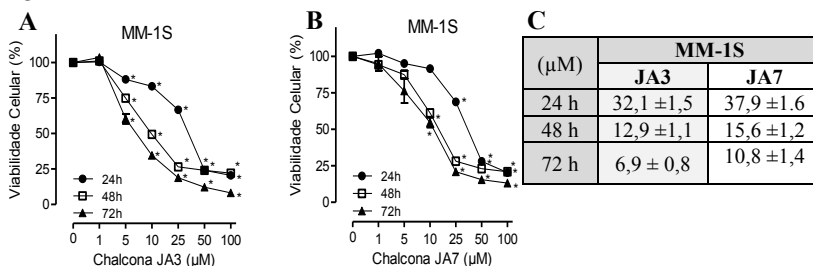 A
MM-1S
Viabilidade Celular (%)
100
75
50
25
0
24h
48h
72h
0 1 5 10 25 50 100
Chalcona JA3 (µM)
B
MM-1S
Viabilidade Celular (%)
100
75
50
25
0
24h
48h
72h
0 1 5 10 25 50 100
Chalcona JA7 (µM)
C
(µM) MM-1S
JA3 JA7
24 h 32,1 ±1,5 37,9 ±1.6
48 h 12,9 ±1,1 15,6 ±1,2
72 h 6,9 ± 0,8 10,8 ±1,4